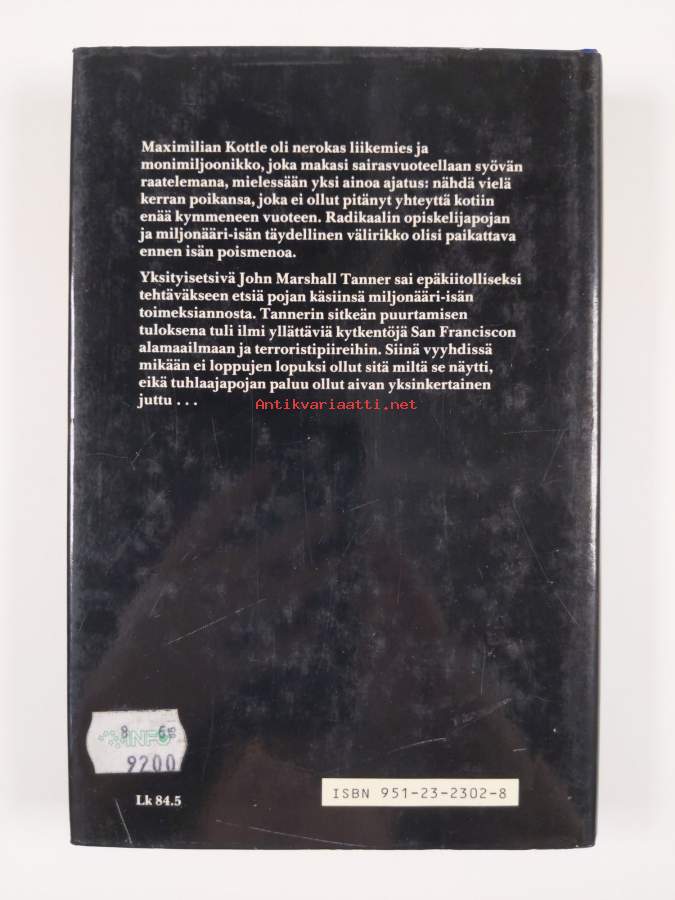 Maximilian Kottle oli nerokas liikemies ja
monimiljoonikko, joka makasi sairasvuoteellaan syövän
raatelemana, mielessään yksi ainoa ajatus: nähdä vielä
kerran poikansa, joka ei ollut pitänyt yhteyttä kotiin
enää kymmeneen vuoteen. Radikaalin opiskelijapojan
ja miljonääri-isän täydellinen välirikko olisi paikattava
ennen isän poismenoa.
Yksityisetsivä John Marshall Tanner sai epäkiitolliseksi
tehtäväkseen etsiä pojan käsiinsä miljonääri-isän
toimeksiannosta. Tannerin sitkeän puurtamisen
tuloksena tuli ilmi yllättäviä kytkentöjä San Franciscon
alamaailmaan ja terroristipiireihin. Siinä vyyhdissä
mikään ei loppujen lopuksi ollut sitä miltä se näytti,
eikä tuhlaajapojan paluu ollut aivan yksinkertainen
juttu . . .
Antikvariaatti.net
8 6
INFO
9200
Lk 84.5
ISBN 951-23-2302-8